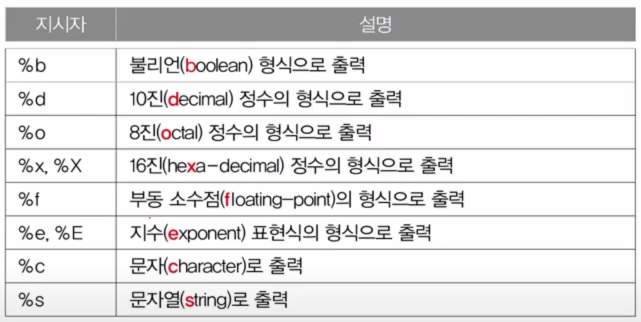 지시자 설명
%b 불리언(boolean) 형식으로 출력
%d 10진(decimal) 정수의 형식으로 출력
%o 8진(octal) 정수의 형식으로 출력
%x, %X 16진(hexa-decimal) 정수의 형식으로 출력
%f 부동 소수점(floating-point)의 형식으로 출력
%e, %E 지수(exponent) 표현식의 형식으로 출력
%c 문자(character)로 출력
%s 문자열(string)로 출력